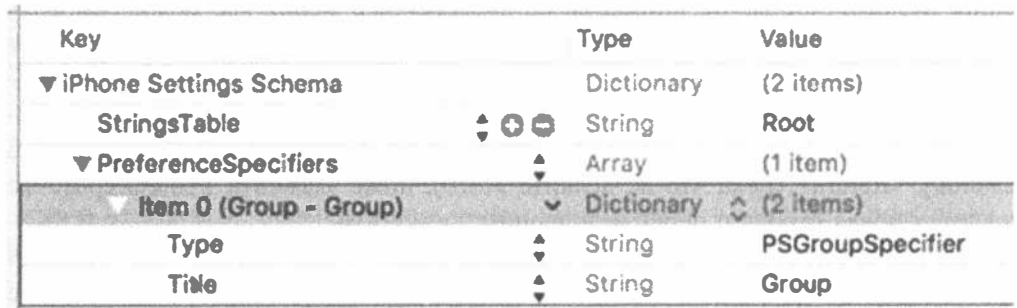 Key Type Value
iPhone Settings Schema Dictionary (2 items)
StringsTable String Root
PreferenceSpecifiers Array (1 item)
Item 0 (Group - Group) Dictionary (2 items)
Type String PSGroupSpecifier
Title String Group